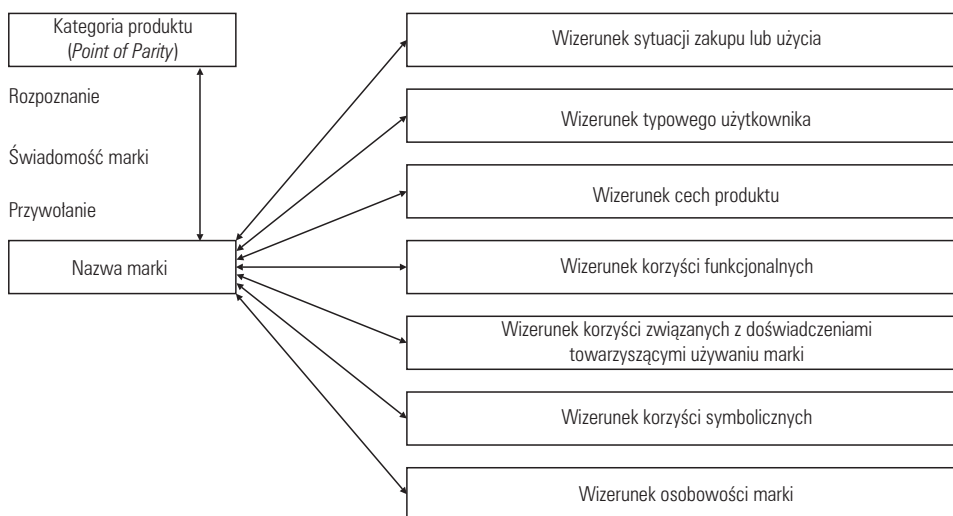 Kategoria produktu
(Point of Parity)
Rozpoznanie
Świadomość marki
Przywołanie
Nazwa marki
Wizerunek sytuacji zakupu lub użycia
Wizerunek typowego użytkownika
Wizerunek cech produktu
Wizerunek korzyści funkcjonalnych
Wizerunek korzyści związanych z doświadczeniami
towarzyszącymi używaniu marki
Wizerunek korzyści symbolicznych
Wizerunek osobowości marki